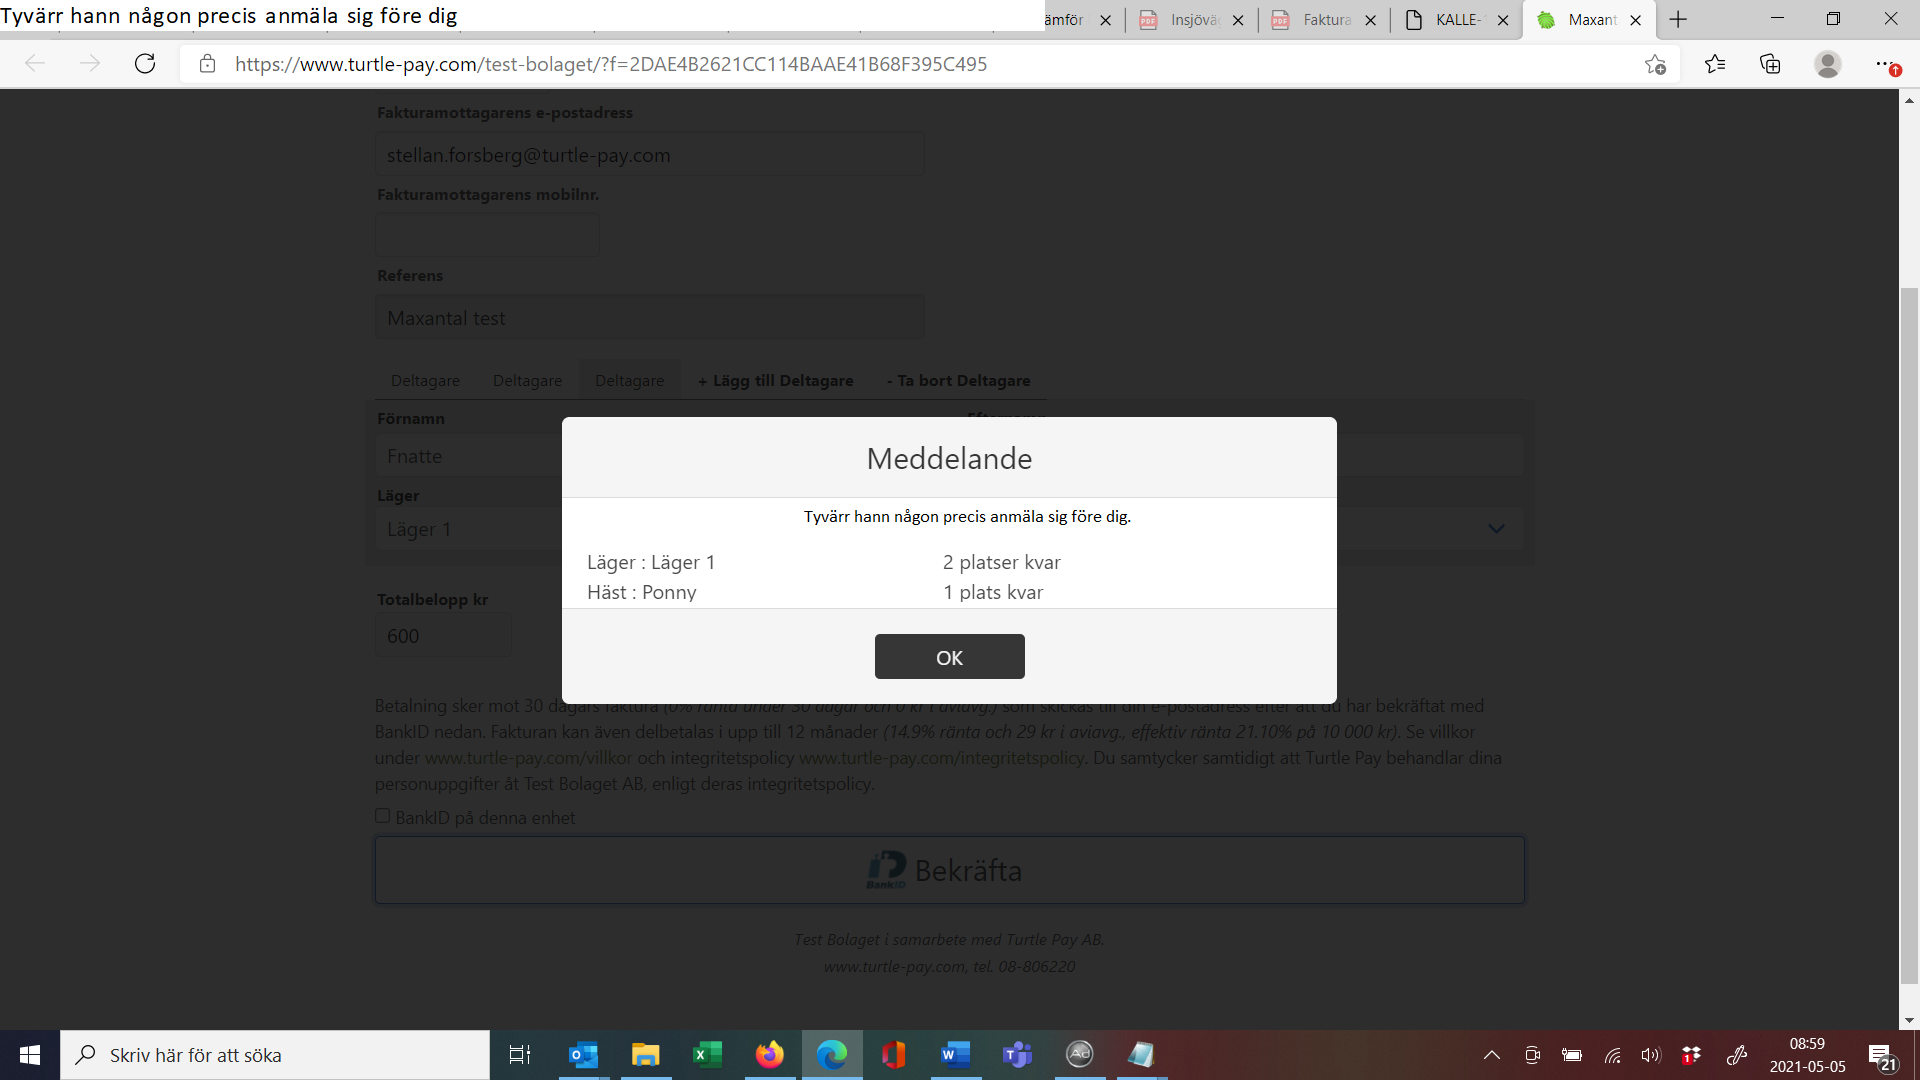 Tyvärr hann någon precis anmäla sig före dig
ämför
Insjövä
Faktura
KALLE-
Maxant
https://www.turtle-pay.com/test-bolaget/?f=2DAE4B2621CC114BAAE41B68F395C495
Fakturamottagarens e-postadress
stellan.forsberg@turtle-pay.com
Fakturamottagarens mobilnr.
Referens
Maxantal test
Deltagare Deltagare Deltagare + Lägg till Deltagare - Ta bort Deltagare
Förnamn
Fnatte
Läger
Läger 1
Meddelande
Tyvärr hann någon precis anmäla sig före dig.
Läger : Läger 1 2 platser kvar
Häst : Ponny 1 plats kvar
OK
Totalbelopp kr
600
Betalning sker mot 30 dagars faktura (0% ränta under 30 dagar och 0 kr i aviavg.) som skickas till din e-postadress efter att du har bekräftat med
BankID nedan. Fakturan kan även delbetalas i upp till 12 månader (14.9% ränta och 29 kr i aviavg., effektiv ränta 21.10% på 10 000 kr). Se villkor
under www.turtle-pay.com/villkor och integritetspolicy www.turtle-pay.com/integritetspolicy. Du samtycker samtidigt att Turtle Pay behandlar dina
personuppgifter åt Test Bolaget AB, enligt deras integritetspolicy.
BankID på denna enhet
BankID Bekräfta
Test Bolaget i samarbete med Turtle Pay AB.
www.turtle-pay.com, tel. 08-806220
Skriv här för att söka
08:59
2021-05-05
21